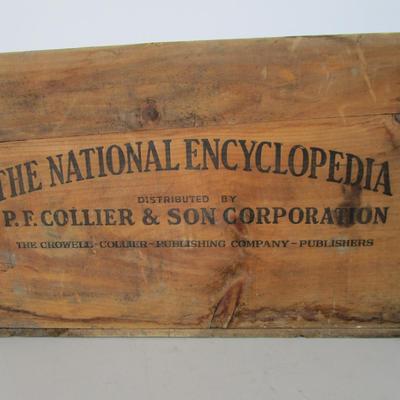 THE NATIONAL ENCYCLOPEDIA
DISTRIBUTED BY
P. F. COLLIER & SON CORPORATION
THE CROWELL-COLLIER-PUBLISHING COMPANY-PUBLISHERS